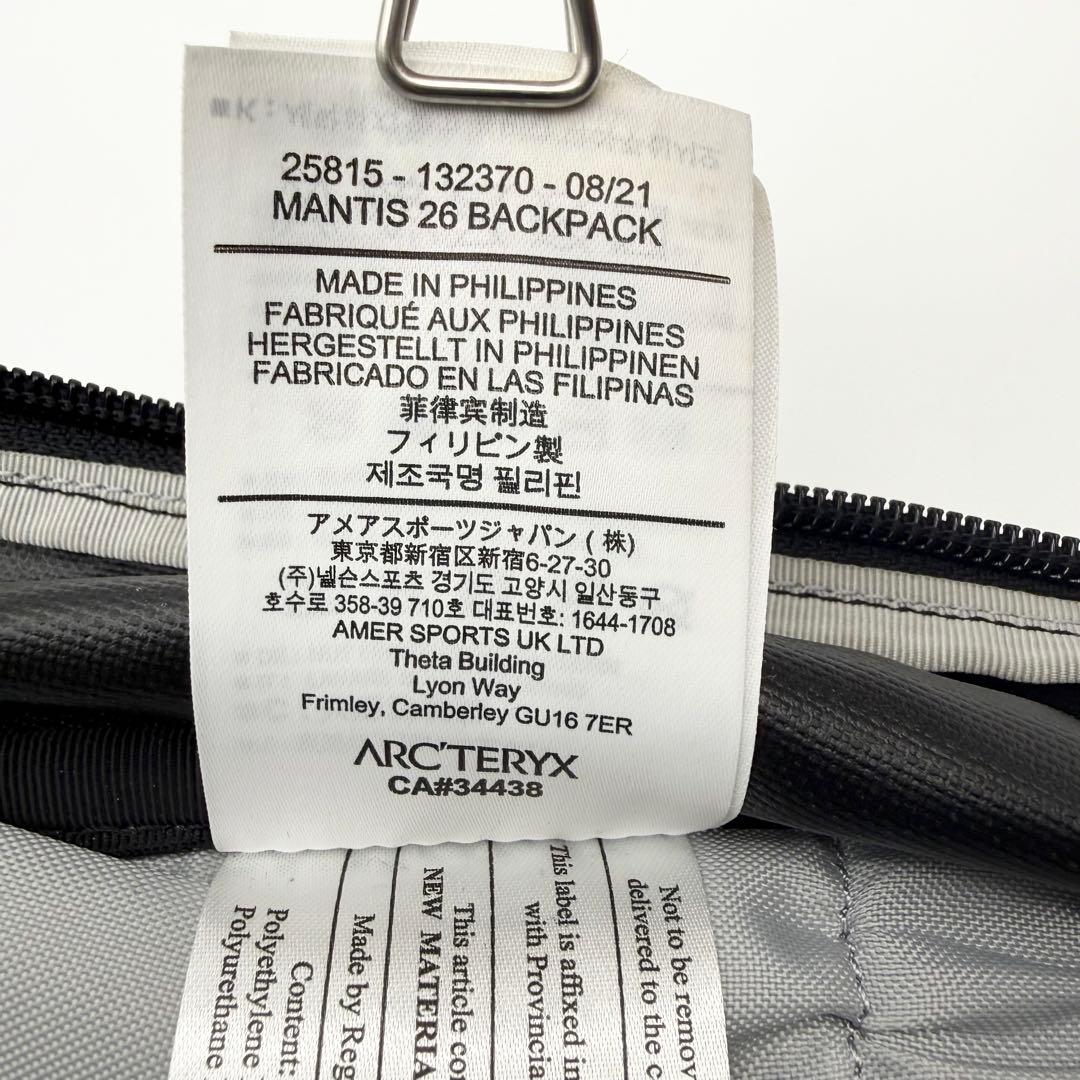 25815 - 132370 - 08/21
MANTIS 26 BACKPACK
MADE IN PHILIPPINES
FABRIQUÉ AUX PHILIPPINES
HERGESTELLT IN PHILIPPINEN
FABRICADO EN LAS FILIPINAS
菲律宾制造
フィリピン製
제조국명 필리핀
アメアスポーツジャパン ( 株)
東京都新宿区新宿6-27-30
(주)넬슨스포츠 경기도 고양시 일산동구
호수로 358-39 710호 대표번호: 1644-1708
AMER SPORTS UK LTD
Theta Building
Lyon Way
Frimley, Camberley GU16 7ER
ARC'TERYX
CA#34438
Not to be remov
delivered to the c
This label is affixed in
with Provincia
This article con
NEW MATERIA
Made by Reg
Content:
Polyethylene
Polyurethane